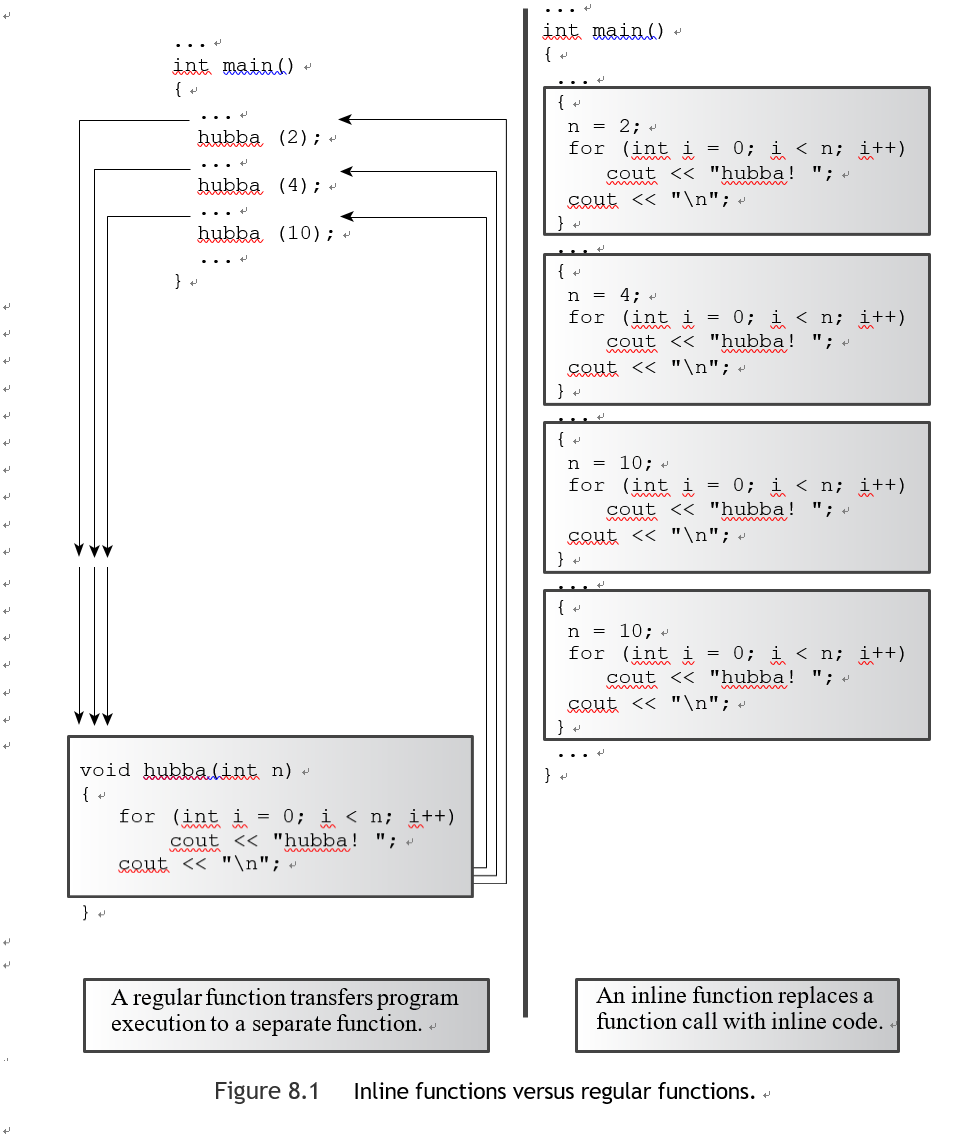 ...
int main()
{
...
hubba (2);
...
hubba (4);
...
hubba (10);
...
}
void hubba(int n)
{
for (int i = 0; i < n; i++)
cout << "hubba! ";
cout << "\n";
}
A regular function transfers program
execution to a separate function.
...
int main()
{
...
{
n = 2;
for (int i = 0; i < n; i++)
cout << "hubba! ";
cout << "\n";
}
...
{
n = 4;
for (int i = 0; i < n; i++)
cout << "hubba! ";
cout << "\n";
}
...
{
n = 10;
for (int i = 0; i < n; i++)
cout << "hubba! ";
cout << "\n";
}
...
{
n = 10;
for (int i = 0; i < n; i++)
cout << "hubba! ";
cout << "\n";
}
...
}
An inline function replaces a
function call with inline code.
Figure 8.1 Inline functions versus regular functions.